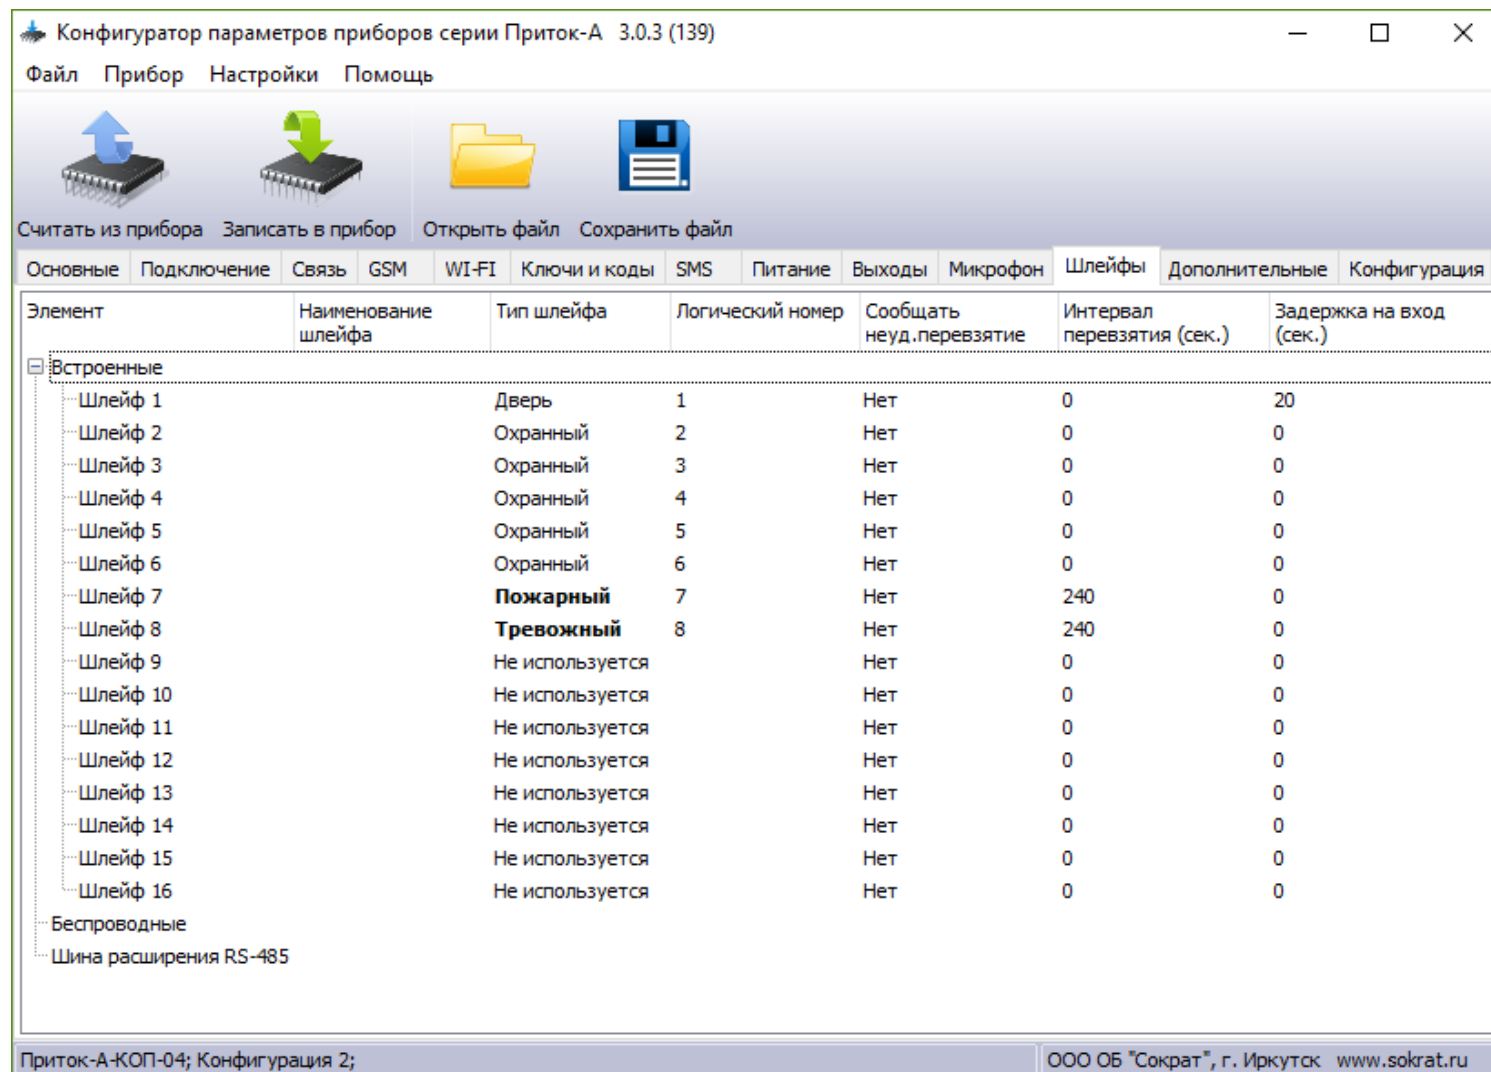 Конфигуратор параметров приборов серии Приток-А 3.0.3 (139)
Файл Прибор Настройки Помощь
Считать из прибора Записать в прибор Открыть файл Сохранить файл
Основные Подключение Связь GSM WI-FI Ключи и коды SMS Питание Выходы Микрофон Шлейфы Дополнительные Конфигурация
Элемент Наименование шлейфа Тип шлейфа Логический номер Сообщать неуд.перевзятие Интервал перевзятия (сек.) Задержка на вход (сек.)
Встроенные
Шлейф 1 Дверь 1 Нет 0 20
Шлейф 2 Охранный 2 Нет 0 0
Шлейф 3 Охранный 3 Нет 0 0
Шлейф 4 Охранный 4 Нет 0 0
Шлейф 5 Охранный 5 Нет 0 0
Шлейф 6 Охранный 6 Нет 0 0
Шлейф 7 Пожарный 7 Нет 240 0
Шлейф 8 Тревожный 8 Нет 240 0
Шлейф 9 Не используется Нет 0 0
Шлейф 10 Не используется Нет 0 0
Шлейф 11 Не используется Нет 0 0
Шлейф 12 Не используется Нет 0 0
Шлейф 13 Не используется Нет 0 0
Шлейф 14 Не используется Нет 0 0
Шлейф 15 Не используется Нет 0 0
Шлейф 16 Не используется Нет 0 0
Беспроводные
Шина расширения RS-485
Приток-А-КОП-04; Конфигурация 2; ООО ОБ "Сократ", г. Иркутск www.sokrat.ru